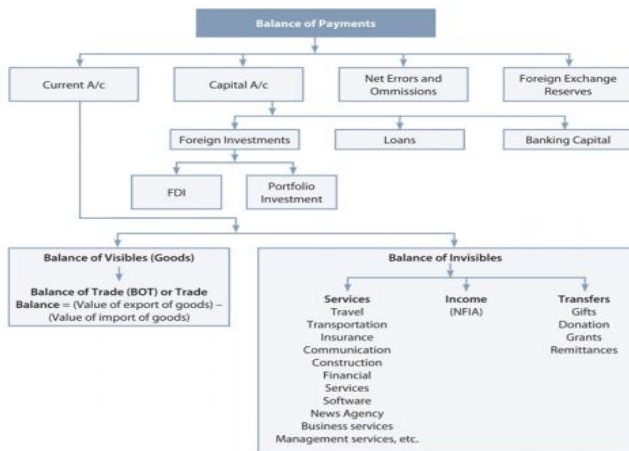 Balance of Payments
Current A/c
Capital A/c
Net Errors and
Ommissions
Foreign Exchange
Reserves
Foreign Investments
Loans
Banking Capital
FDI
Portfolio
Investment
Balance of Visibles (Goods)
Balance of Trade (BOT) or Trade
Balance = (Value of export of goods) –
(Value of import of goods)
Balance of Invisibles
Services
Travel
Transportation
Insurance
Communication
Construction
Financial
Services
Software
News Agency
Business services
Management services, etc.
Income
(NFIA)
Transfers
Gifts
Donation
Grants
Remittances